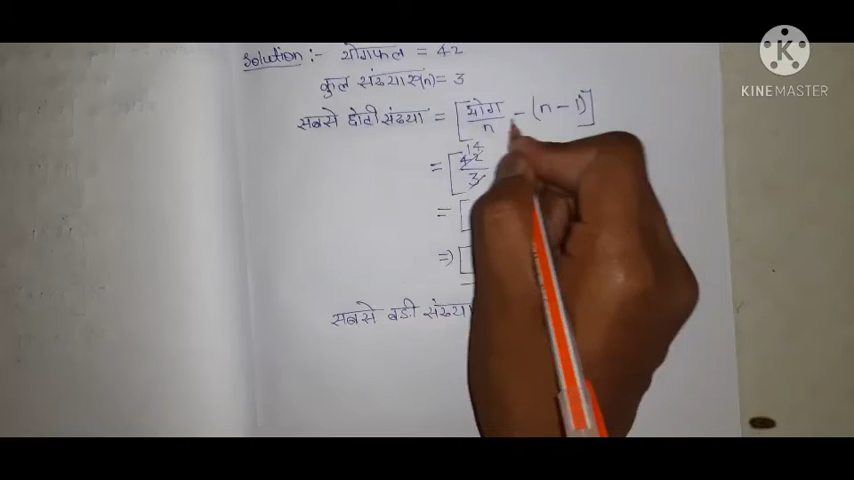 Solution :- योगफल = 42
कुल संख्याएं(n) = 3
सबसे छोटी संख्या = [योग/n - (n-1)]
= [42/3 14
= [
⇒ [
सबसे बड़ी संख्या
K
KINEMASTER